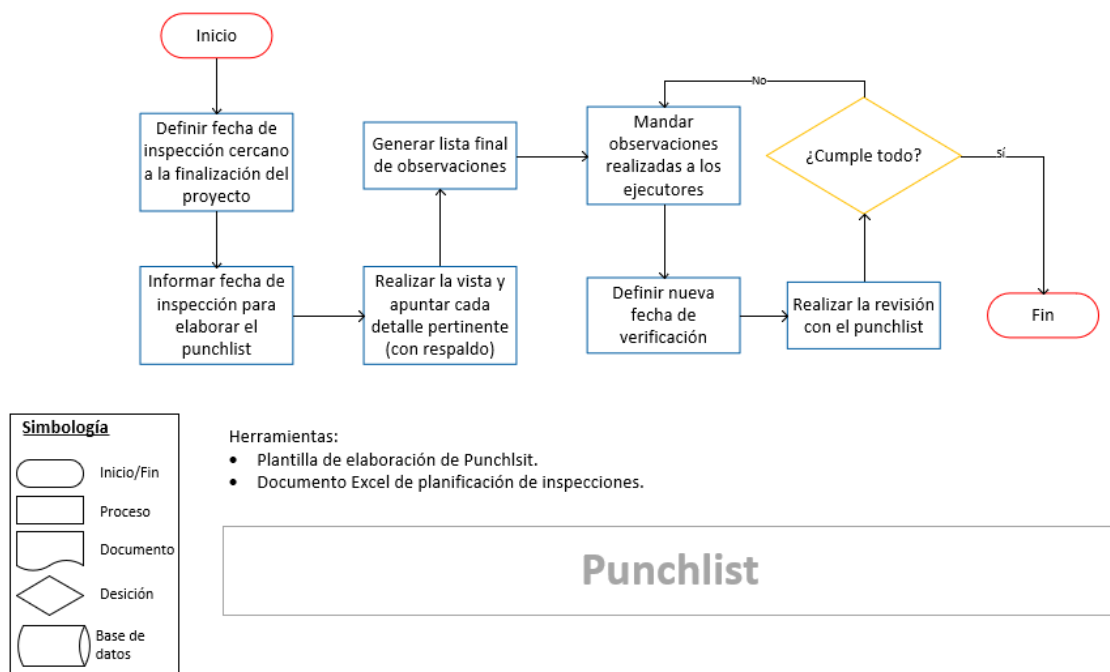 Inicio
Definir fecha de
inspección cercano
a la finalización del
proyecto
Informar fecha de
inspección para
elaborar el
punchlist
Realizar la vista y
apuntar cada
detalle pertinente
(con respaldo)
Generar lista final
de observaciones
Mandar
observaciones
realizadas a los
ejecutores
Definir nueva
fecha de
verificación
Realizar la revisión
con el punchlist
¿Cumple todo?
No
sí
Fin
Simbología
Inicio/Fin
Proceso
Documento
Desición
Base de
datos
Herramientas:
• Plantilla de elaboración de Punchlsit.
• Documento Excel de planificación de inspecciones.
Punchlist